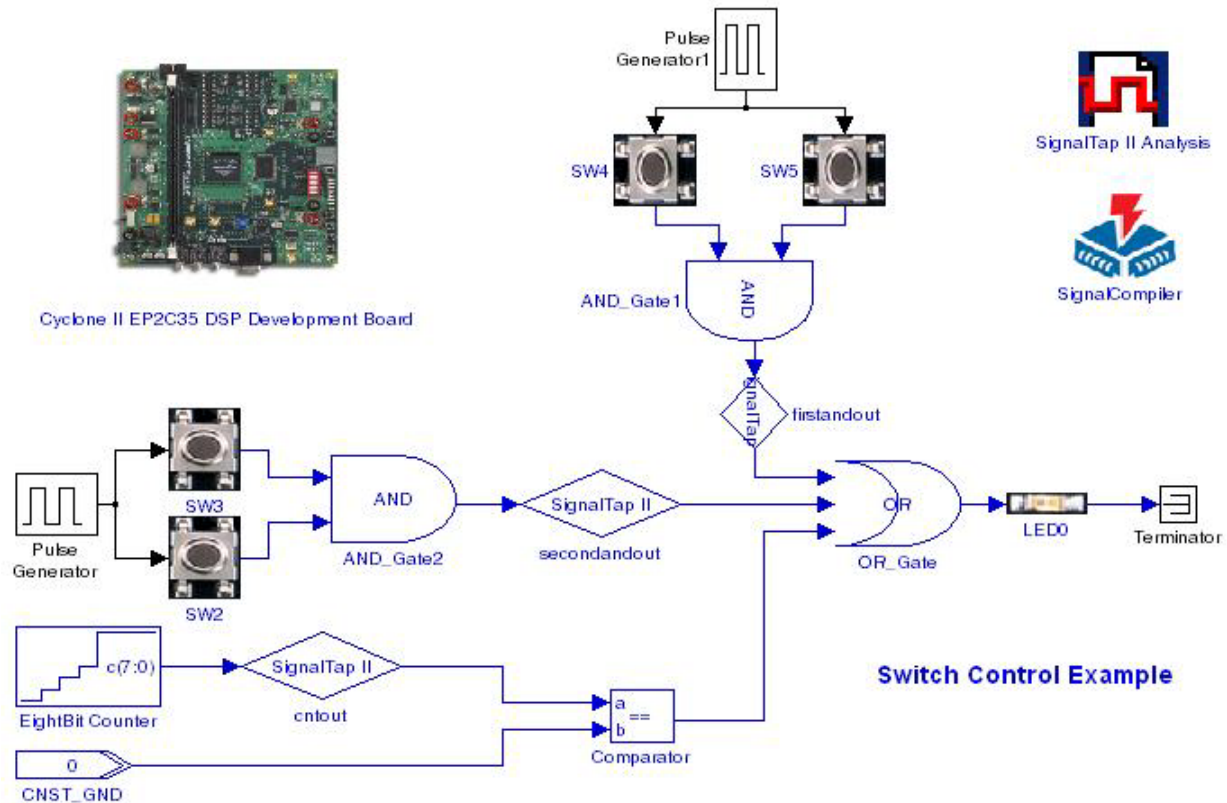 Pulse
Generator1
SW4
SW5
SignalTap II Analysis
SignalCompiler
Cyclone II EP2C35 DSP Development Board
AND_Gate1
AND
ignalTap
firstandout
SW3
SW2
Pulse
Generator
AND
AND_Gate2
SignalTap II
secondandout
OR
OR_Gate
LED0
Terminator
c(7:0)
EightBit Counter
SignalTap II
cntout
a
==
b
Comparator
0
CNST_GND
Switch Control Example